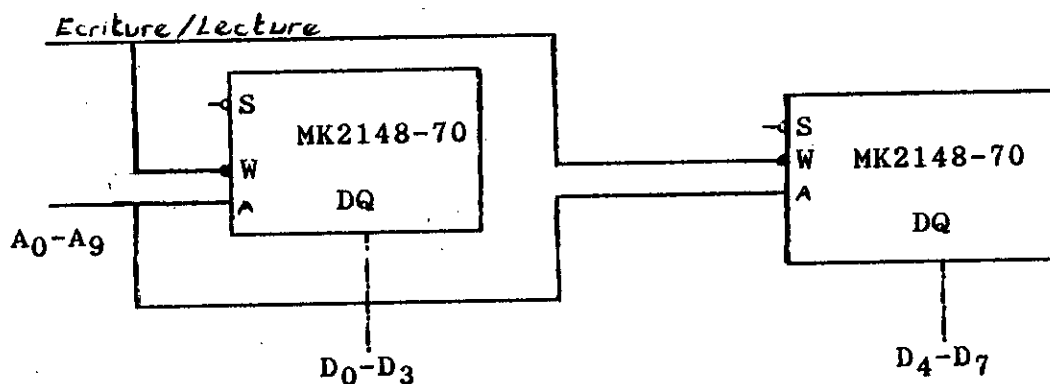 Ecriture/Lecture
S
MK2148-70
W
A
DQ
A0-A9
D0-D3
S
MK2148-70
W
A
DQ
D4-D7